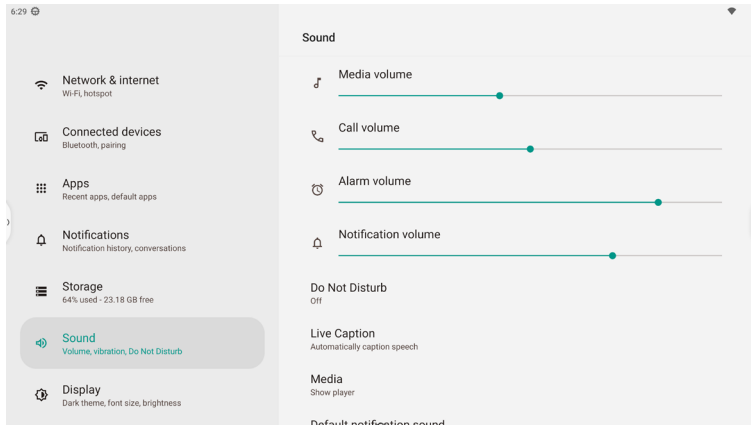 6:29
Sound
Network & internet
Wi-Fi, hotspot
Connected devices
Bluetooth, pairing
Apps
Recent apps, default apps
Notifications
Notification history, conversations
Storage
64% used - 23.18 GB free
Sound
Volume, vibration, Do Not Disturb
Display
Dark theme, font size, brightness
Media volume
Call volume
Alarm volume
Notification volume
Do Not Disturb
Off
Live Caption
Automatically caption speech
Media
Show player
Default notification sound